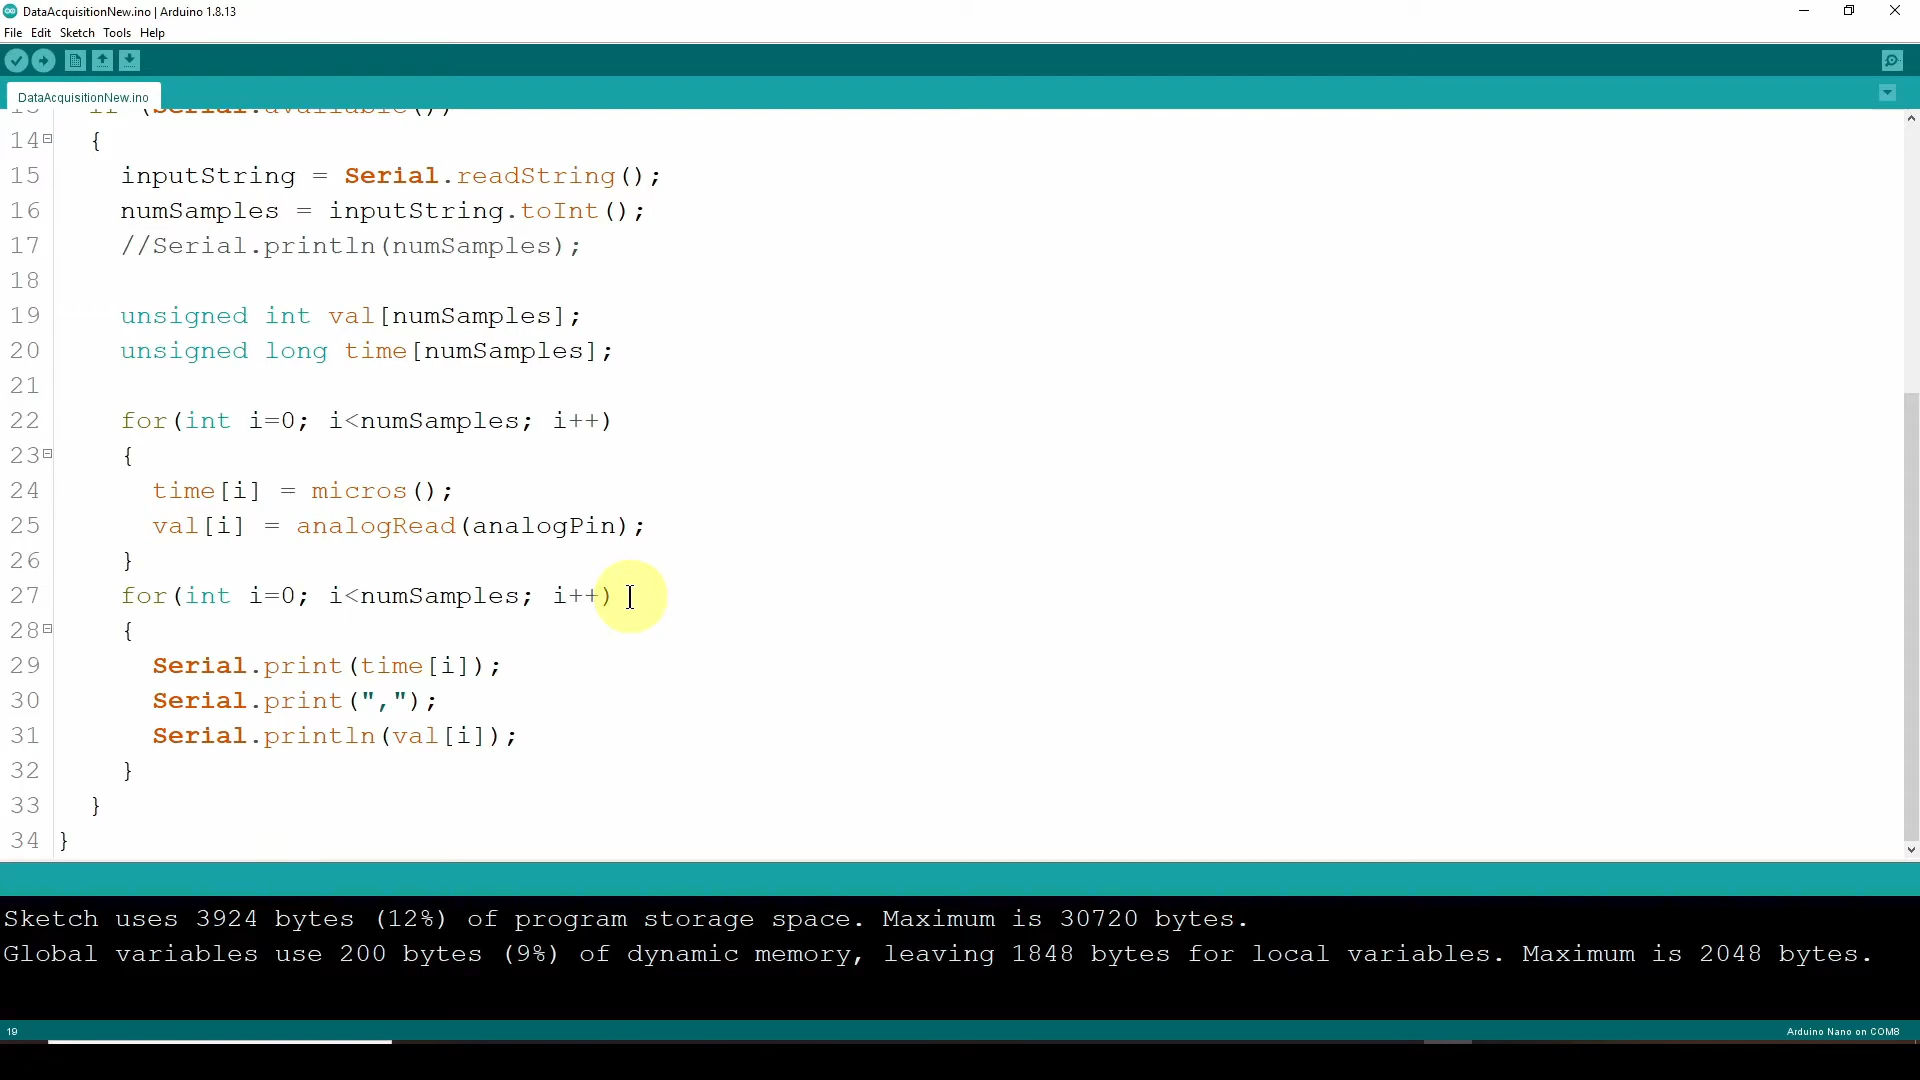 DataAcquisitionNew.ino | Arduino 1.8.13
File Edit Sketch Tools Help
DataAcquisitionNew.ino
13 if (Serial.available())
14 {
15 inputString = Serial.readString();
16 numSamples = inputString.toInt();
17 //Serial.println(numSamples);
18
19 unsigned int val[numSamples];
20 unsigned long time[numSamples];
21
22 for(int i=0; i<numSamples; i++)
23 {
24 time[i] = micros();
25 val[i] = analogRead(analogPin);
26 }
27 for(int i=0; i<numSamples; i++)
28 {
29 Serial.print(time[i]);
30 Serial.print(",");
31 Serial.println(val[i]);
32 }
33 }
34 }
Sketch uses 3924 bytes (12%) of program storage space. Maximum is 30720 bytes.
Global variables use 200 bytes (9%) of dynamic memory, leaving 1848 bytes for local variables. Maximum is 2048 bytes.
19 Arduino Nano on COM8